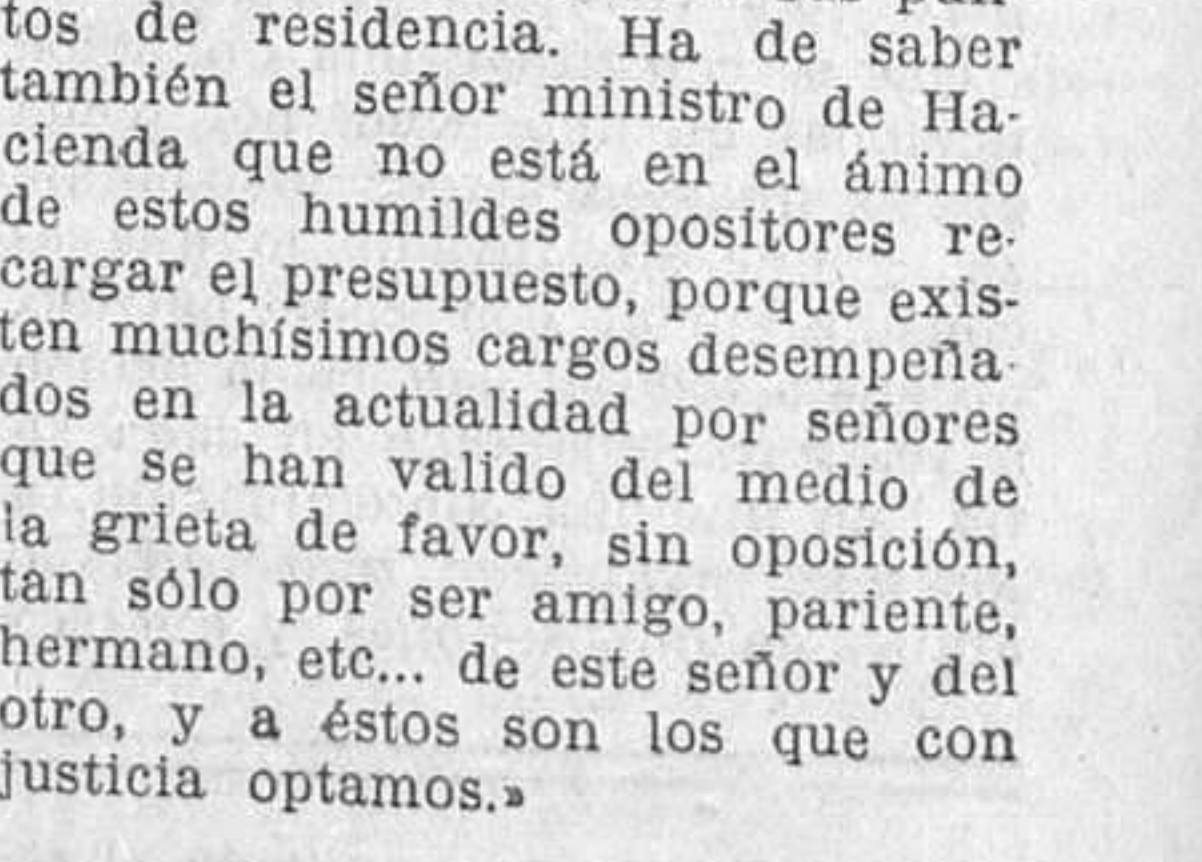 tos de residencia. Ha de saber
también el señor ministro de Ha-
cienda que no está en el ánimo
de estos humildes opositores re-
cargar el presupuesto, porque exis-
ten muchísimos cargos desempeña-
dos en la actualidad por señores
que se han valido del medio de
la grieta de favor, sin oposición,
tan sólo por ser amigo, pariente,
hermano, etc... de este señor y del
otro, y a éstos son los que con
justicia optamos.»